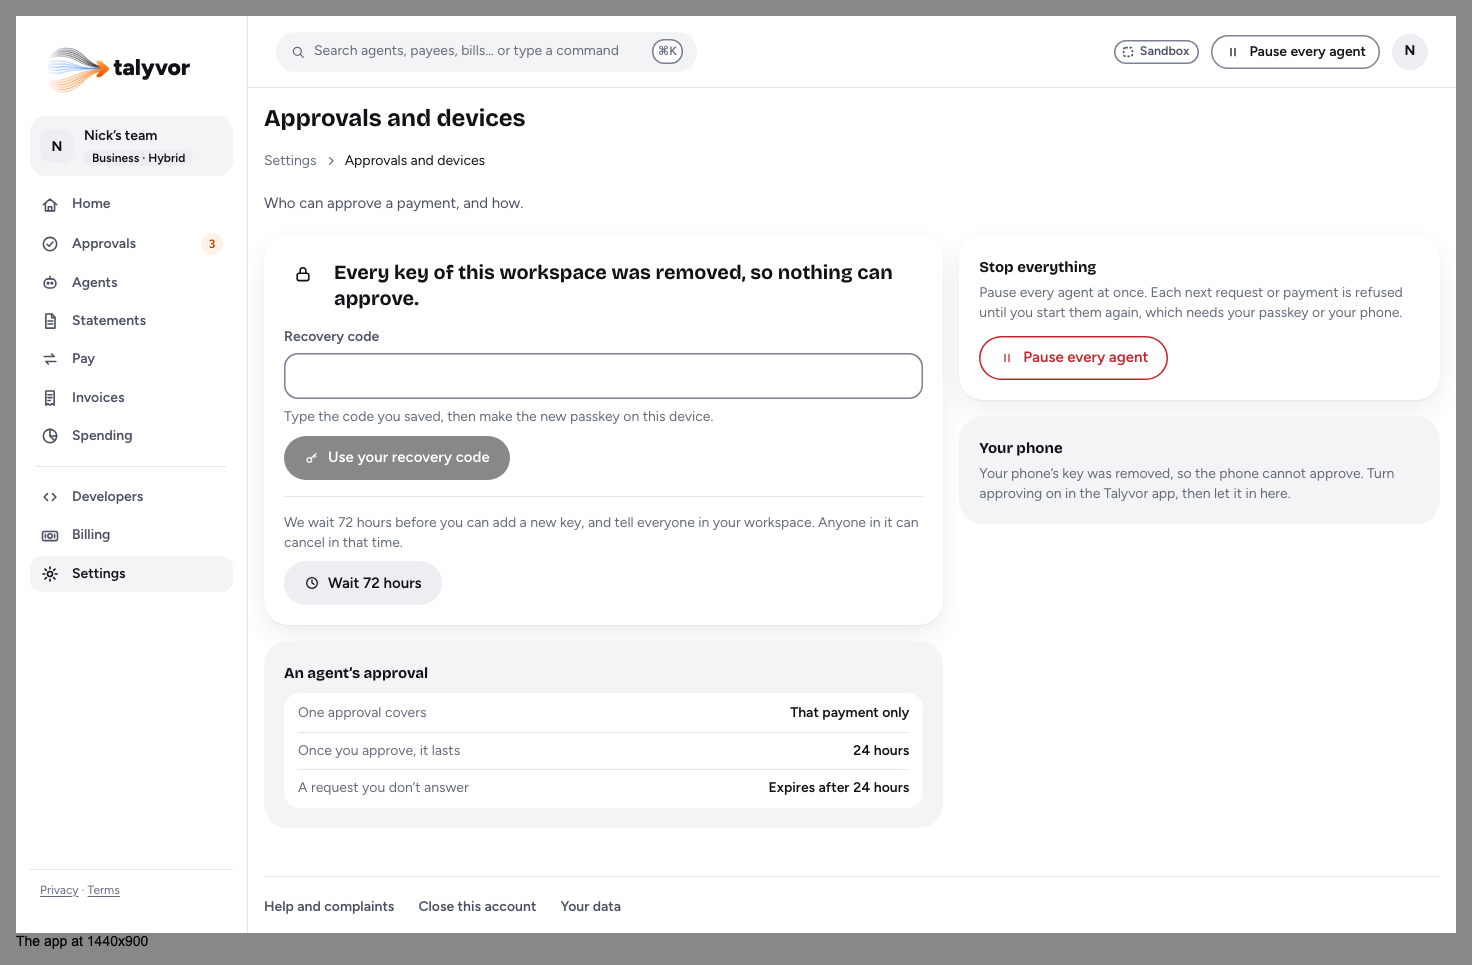 talyvor
N
Nick’s team
Business · Hybrid
Home
Approvals
3
Agents
Statements
Pay
Invoices
Spending
Developers
Billing
Settings
Privacy · Terms
Search agents, payees, bills... or type a command
⌘K
Sandbox
Pause every agent
N
Approvals and devices
Settings
Approvals and devices
Who can approve a payment, and how.
Every key of this workspace was removed, so nothing can
approve.
Recovery code
Type the code you saved, then make the new passkey on this device.
Use your recovery code
We wait 72 hours before you can add a new key, and tell everyone in your workspace. Anyone in it can
cancel in that time.
Wait 72 hours
An agent’s approval
One approval covers
That payment only
Once you approve, it lasts
24 hours
A request you don’t answer
Expires after 24 hours
Stop everything
Pause every agent at once. Each next request or payment is refused
until you start them again, which needs your passkey or your phone.
Pause every agent
Your phone
Your phone’s key was removed, so the phone cannot approve. Turn
approving on in the Talyvor app, then let it in here.
Help and complaints
Close this account
Your data
The app at 1440x900